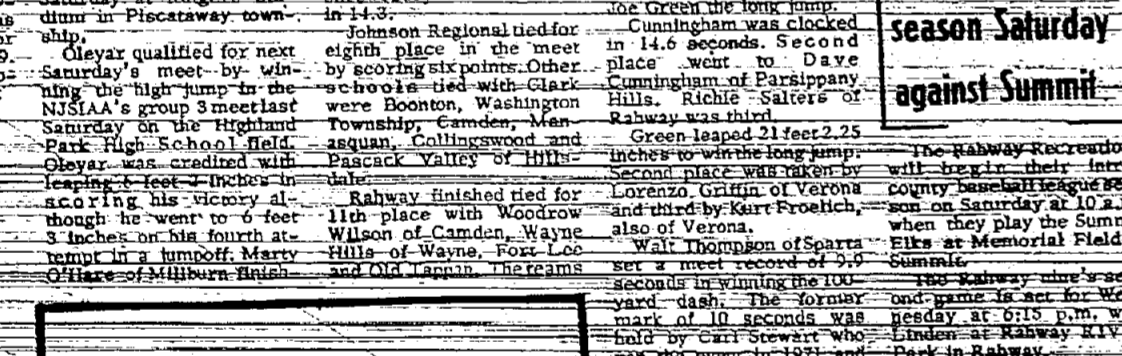 dium in Piscataway town-
ship.
Oleyar qualified for next
Saturday's meet by win-
ning the high jump in the
NJSIAA's group 3 meet last
Saturday on the Highland
Park High School field.
Oleyar was credited with
leaping 6 feet 2 inches in
scoring his victory al-
though he went to 6 feet
3 inches on his fourth at-
tempt in a jumpoff. Marty
O'Hare of Millburn finish-
in 14.3.
Johnson Regional tied for
eighth place in the meet
by scoring six points. Other
schools tied with Clark
were Boonton, Washington
Township, Camden, Man-
asquan, Collingswood and
Pascack Valley of Hills-
dale.
Rahway finished tied for
11th place with Woodrow
Wilson of Camden, Wayne
Hills of Wayne, Fort Lee
and Old Tappan. The teams
Joe Green the long jump.
Cunningham was clocked
in 14.6 seconds. Second
place went to Dave
Cunningham of Parsippany
Hills. Richie Salters of
Rahway was third.
Green leaped 21 feet 2.25
inches to win the long jump.
Second place was taken by
Lorenzo Griffin of Verona
and third by Kurt Froelich,
also of Verona.
Walt Thompson of Sparta
set a meet record of 9.9
seconds in winning the 100-
yard dash. The former
mark of 10 seconds was
held by Carl Stewart who
season Saturday
against Summit
The Rahway Recreatio
will begin their
county baseball league se
son on Saturday at 10 a.
when they play the Summ
Elks at Memorial Field
Summit.
The Rahway nine's se
ond game is set for We
nesday at 6:15 p.m. w
Linden at Rahway Riv
Park in Rahway.